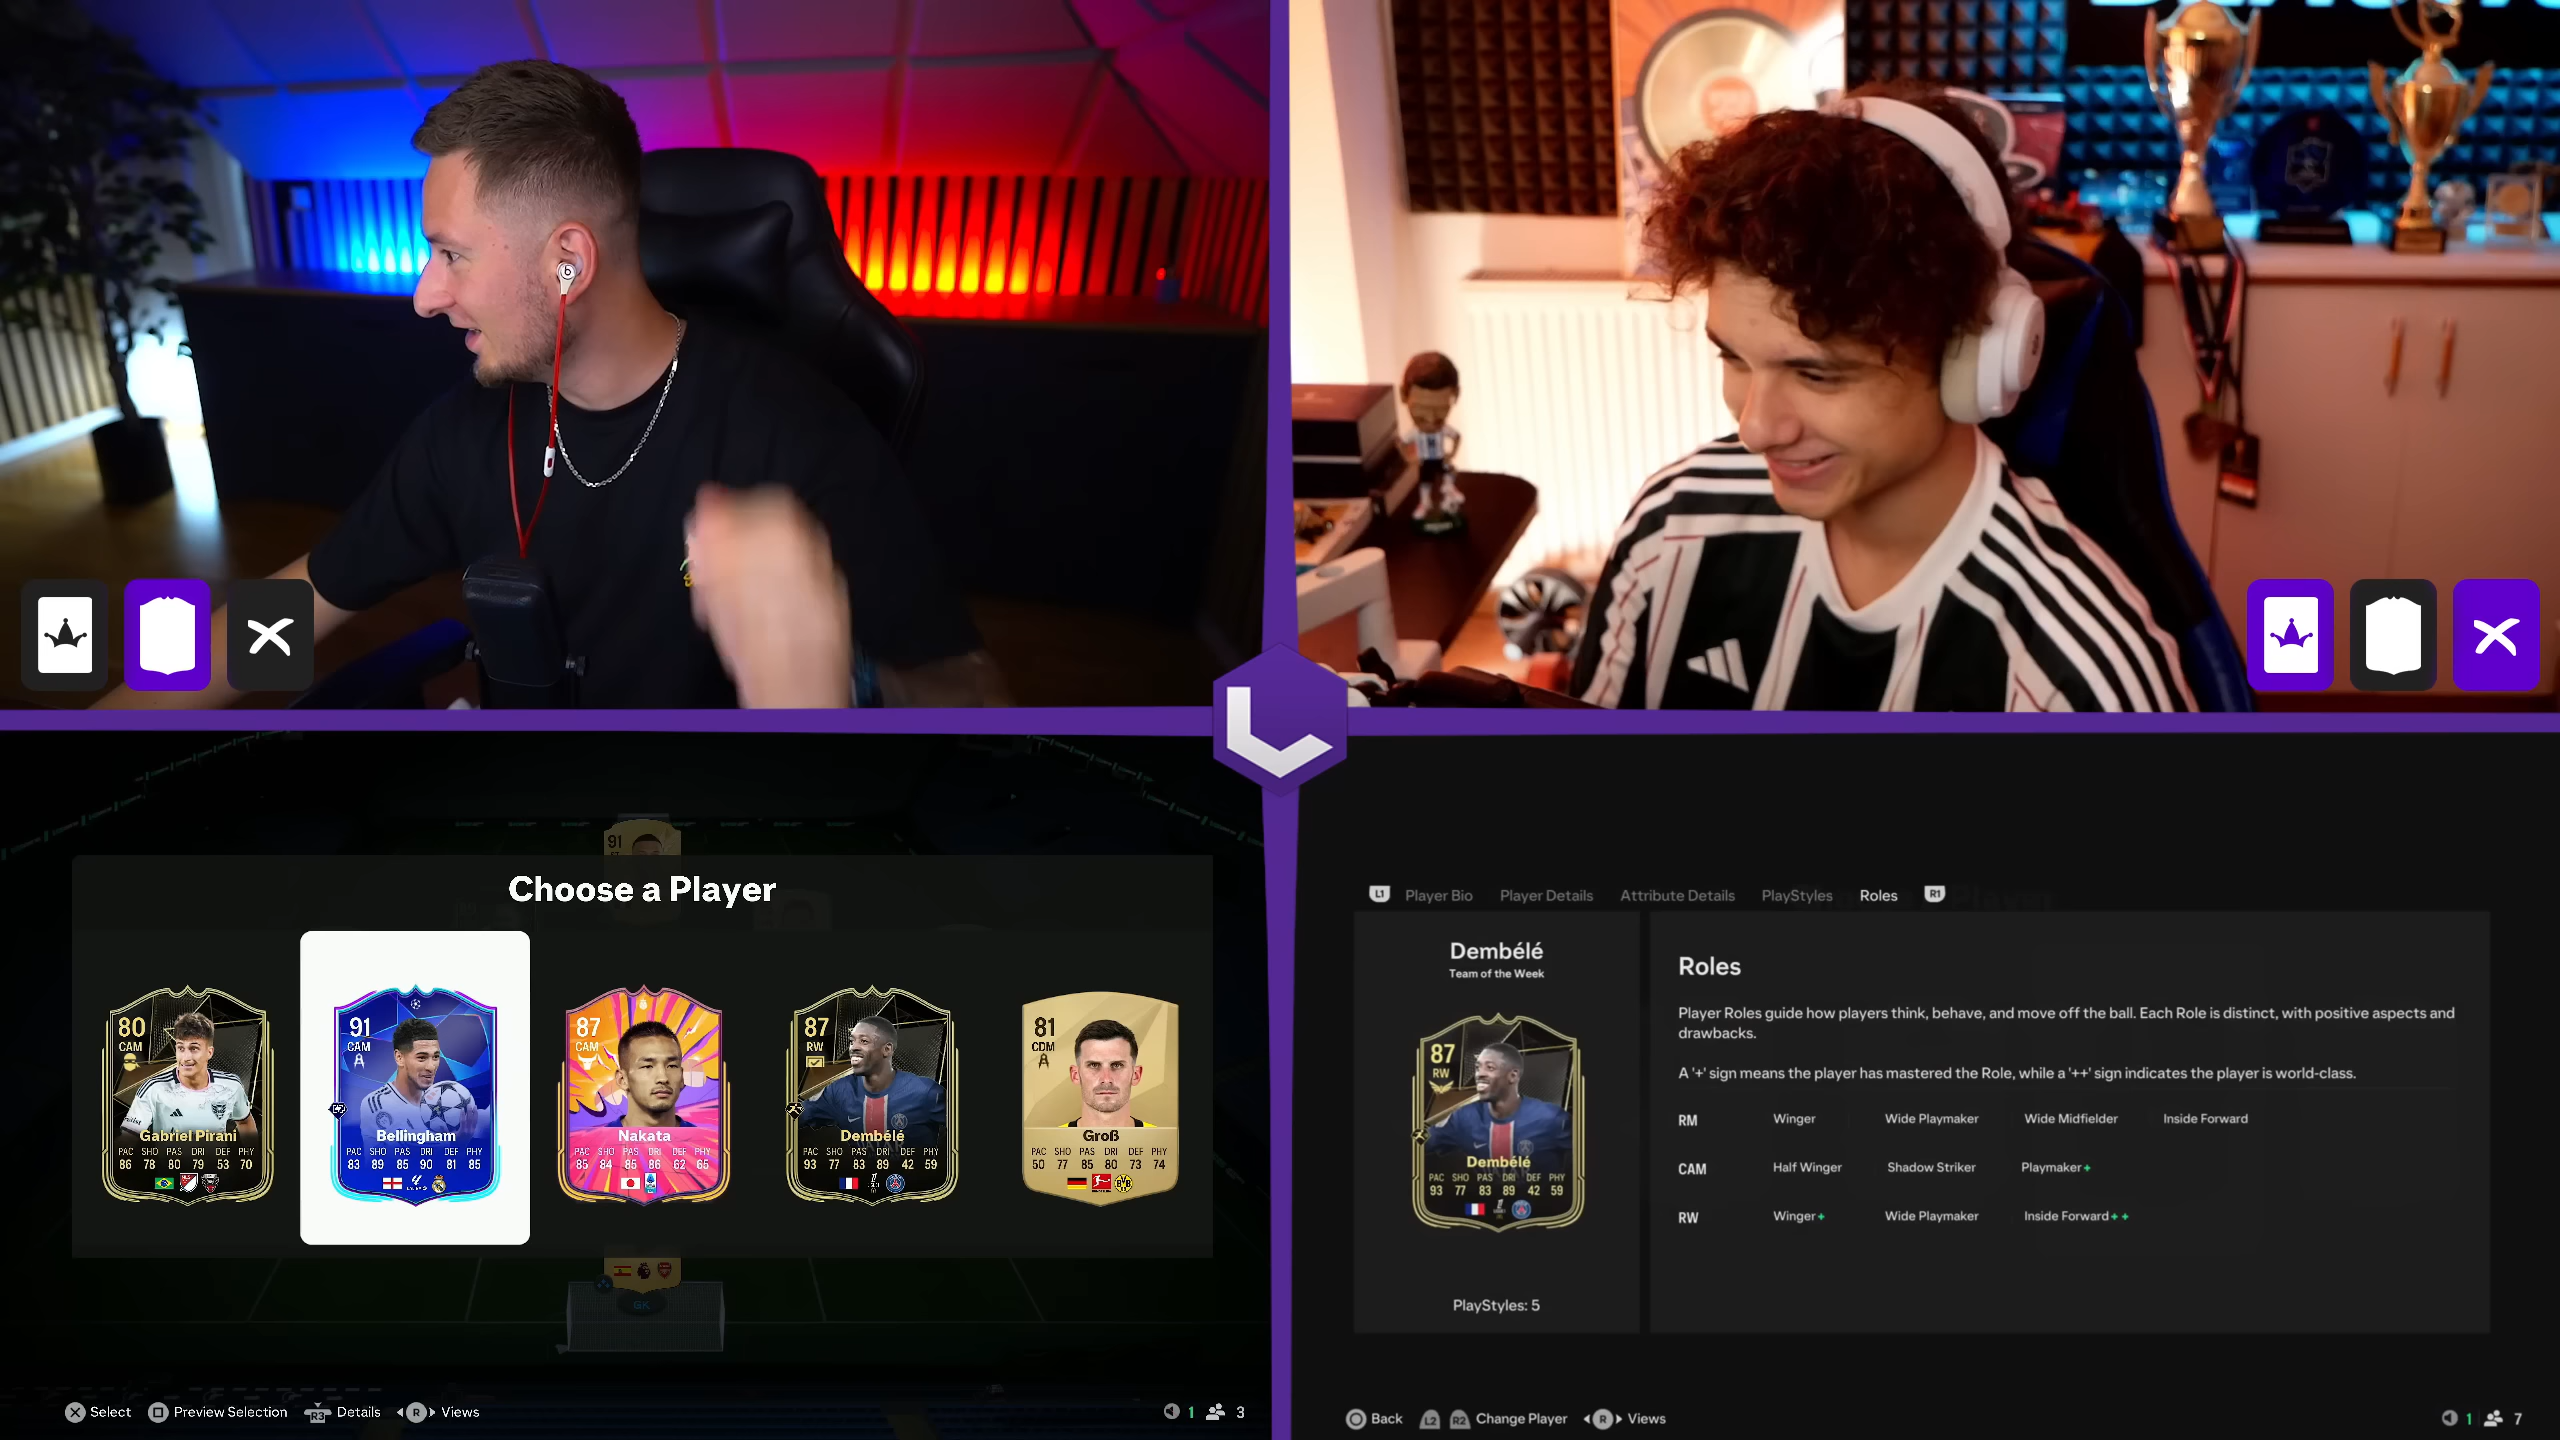 91
Choose a Player
80
CAM
Gabriel Pirani
PAC SHO PAS DRI DEF PHY
86 78 80 79 53 70
91
CAM
Bellingham
PAC SHO PAS DRI DEF PHY
83 89 85 90 81 85
87
CAM
Nakata
PAC SHO PAS DRI DEF PHY
85 84 85 86 62 65
87
RW
Dembélé
PAC SHO PAS DRI DEF PHY
93 77 83 89 42 59
81
CDM
Groß
PAC SHO PAS DRI DEF PHY
50 77 85 80 73 74
GK
R3
Select Preview Selection Details R Views
1 3
L1 Player Bio Player Details Attribute Details PlayStyles Roles R1
Dembélé
Team of the Week
87
RW
Dembélé
PAC SHO PAS DRI DEF PHY
93 77 83 89 42 59
PlayStyles: 5
Roles
Player Roles guide how players think, behave, and move off the ball. Each Role is distinct, with positive aspects and
drawbacks.
A '+' sign means the player has mastered the Role, while a '++' sign indicates the player is world-class.
RM Winger Wide Playmaker Wide Midfielder Inside Forward
CAM Half Winger Shadow Striker Playmaker+
RW Winger+ Wide Playmaker Inside Forward++
Back L2 R2 Change Player R Views
1 7